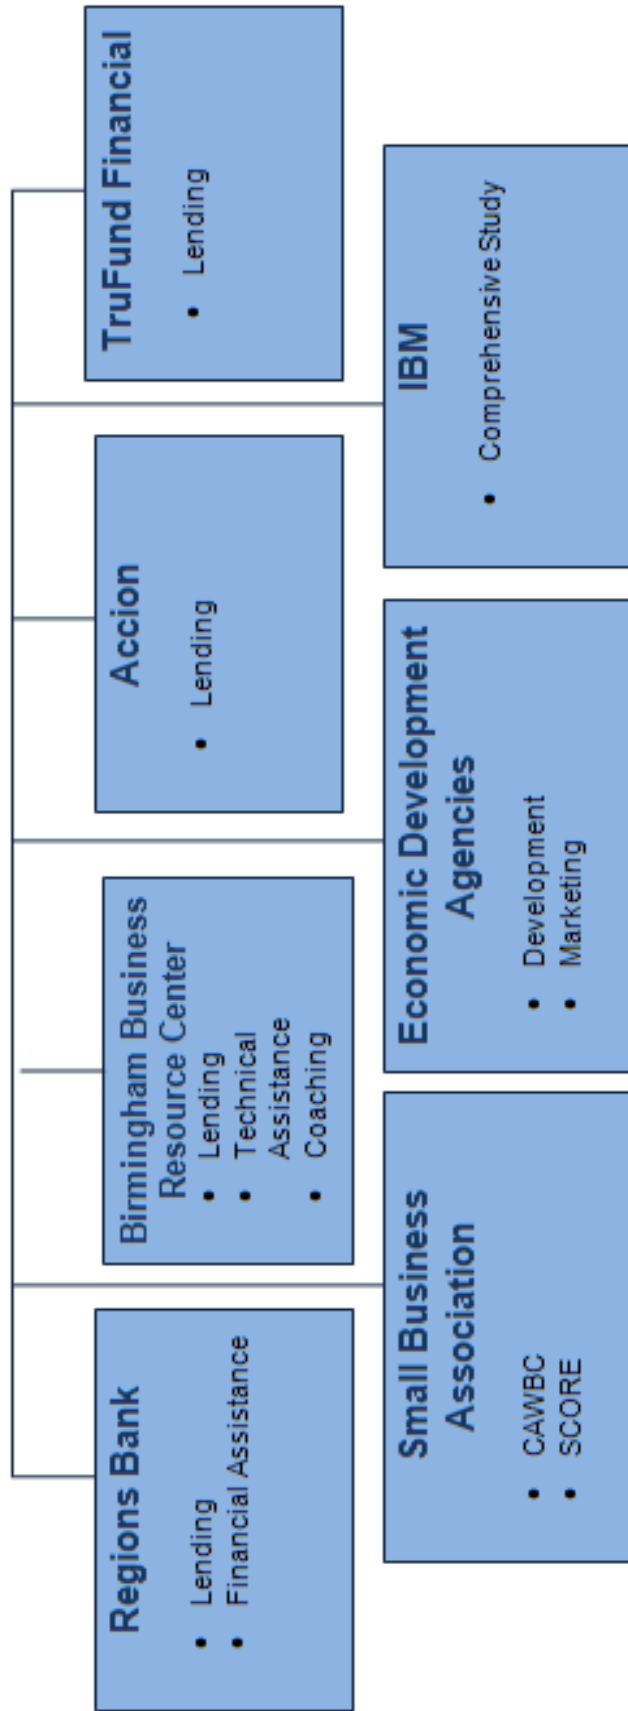 Regions Bank
• Lending
• Financial Assistance
Birmingham Business
Resource Center
• Lending
• Technical
Assistance
• Coaching
Accion
• Lending
TruFund Financial
• Lending
Small Business
Association
• CAWBC
• SCORE
Economic Development
Agencies
• Development
• Marketing
IBM
• Comprehensive Study